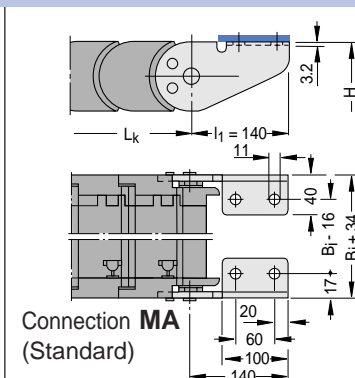 3.2
H
Lk
l1 = 140
11
40
Bi - 16
Bi + 34
17
20
60
100
140
Connection MA
(Standard)